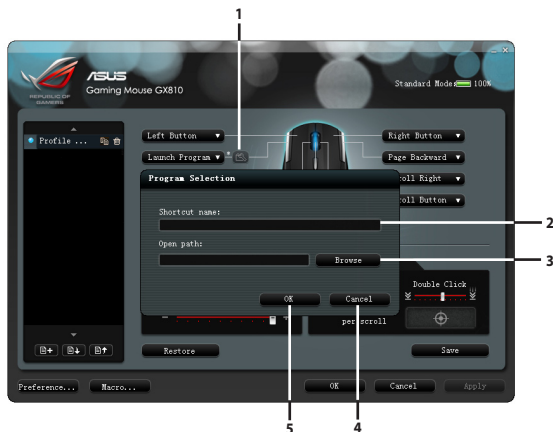 1
REPUBLIC OF
GAMERS
ASUS
Gaming Mouse GX810
Standard Mode: 100%
Profile ...
Left Button
Right Button
Launch Program
Page Backward
Program Selection
oll Right
Shortcut name:
oll Button
2
Open path:
Browse
3
Double Click
OK
Cancel
per scroll
Restore
Save
Preference...
Macro...
OK
Cancel
Apply
5
4